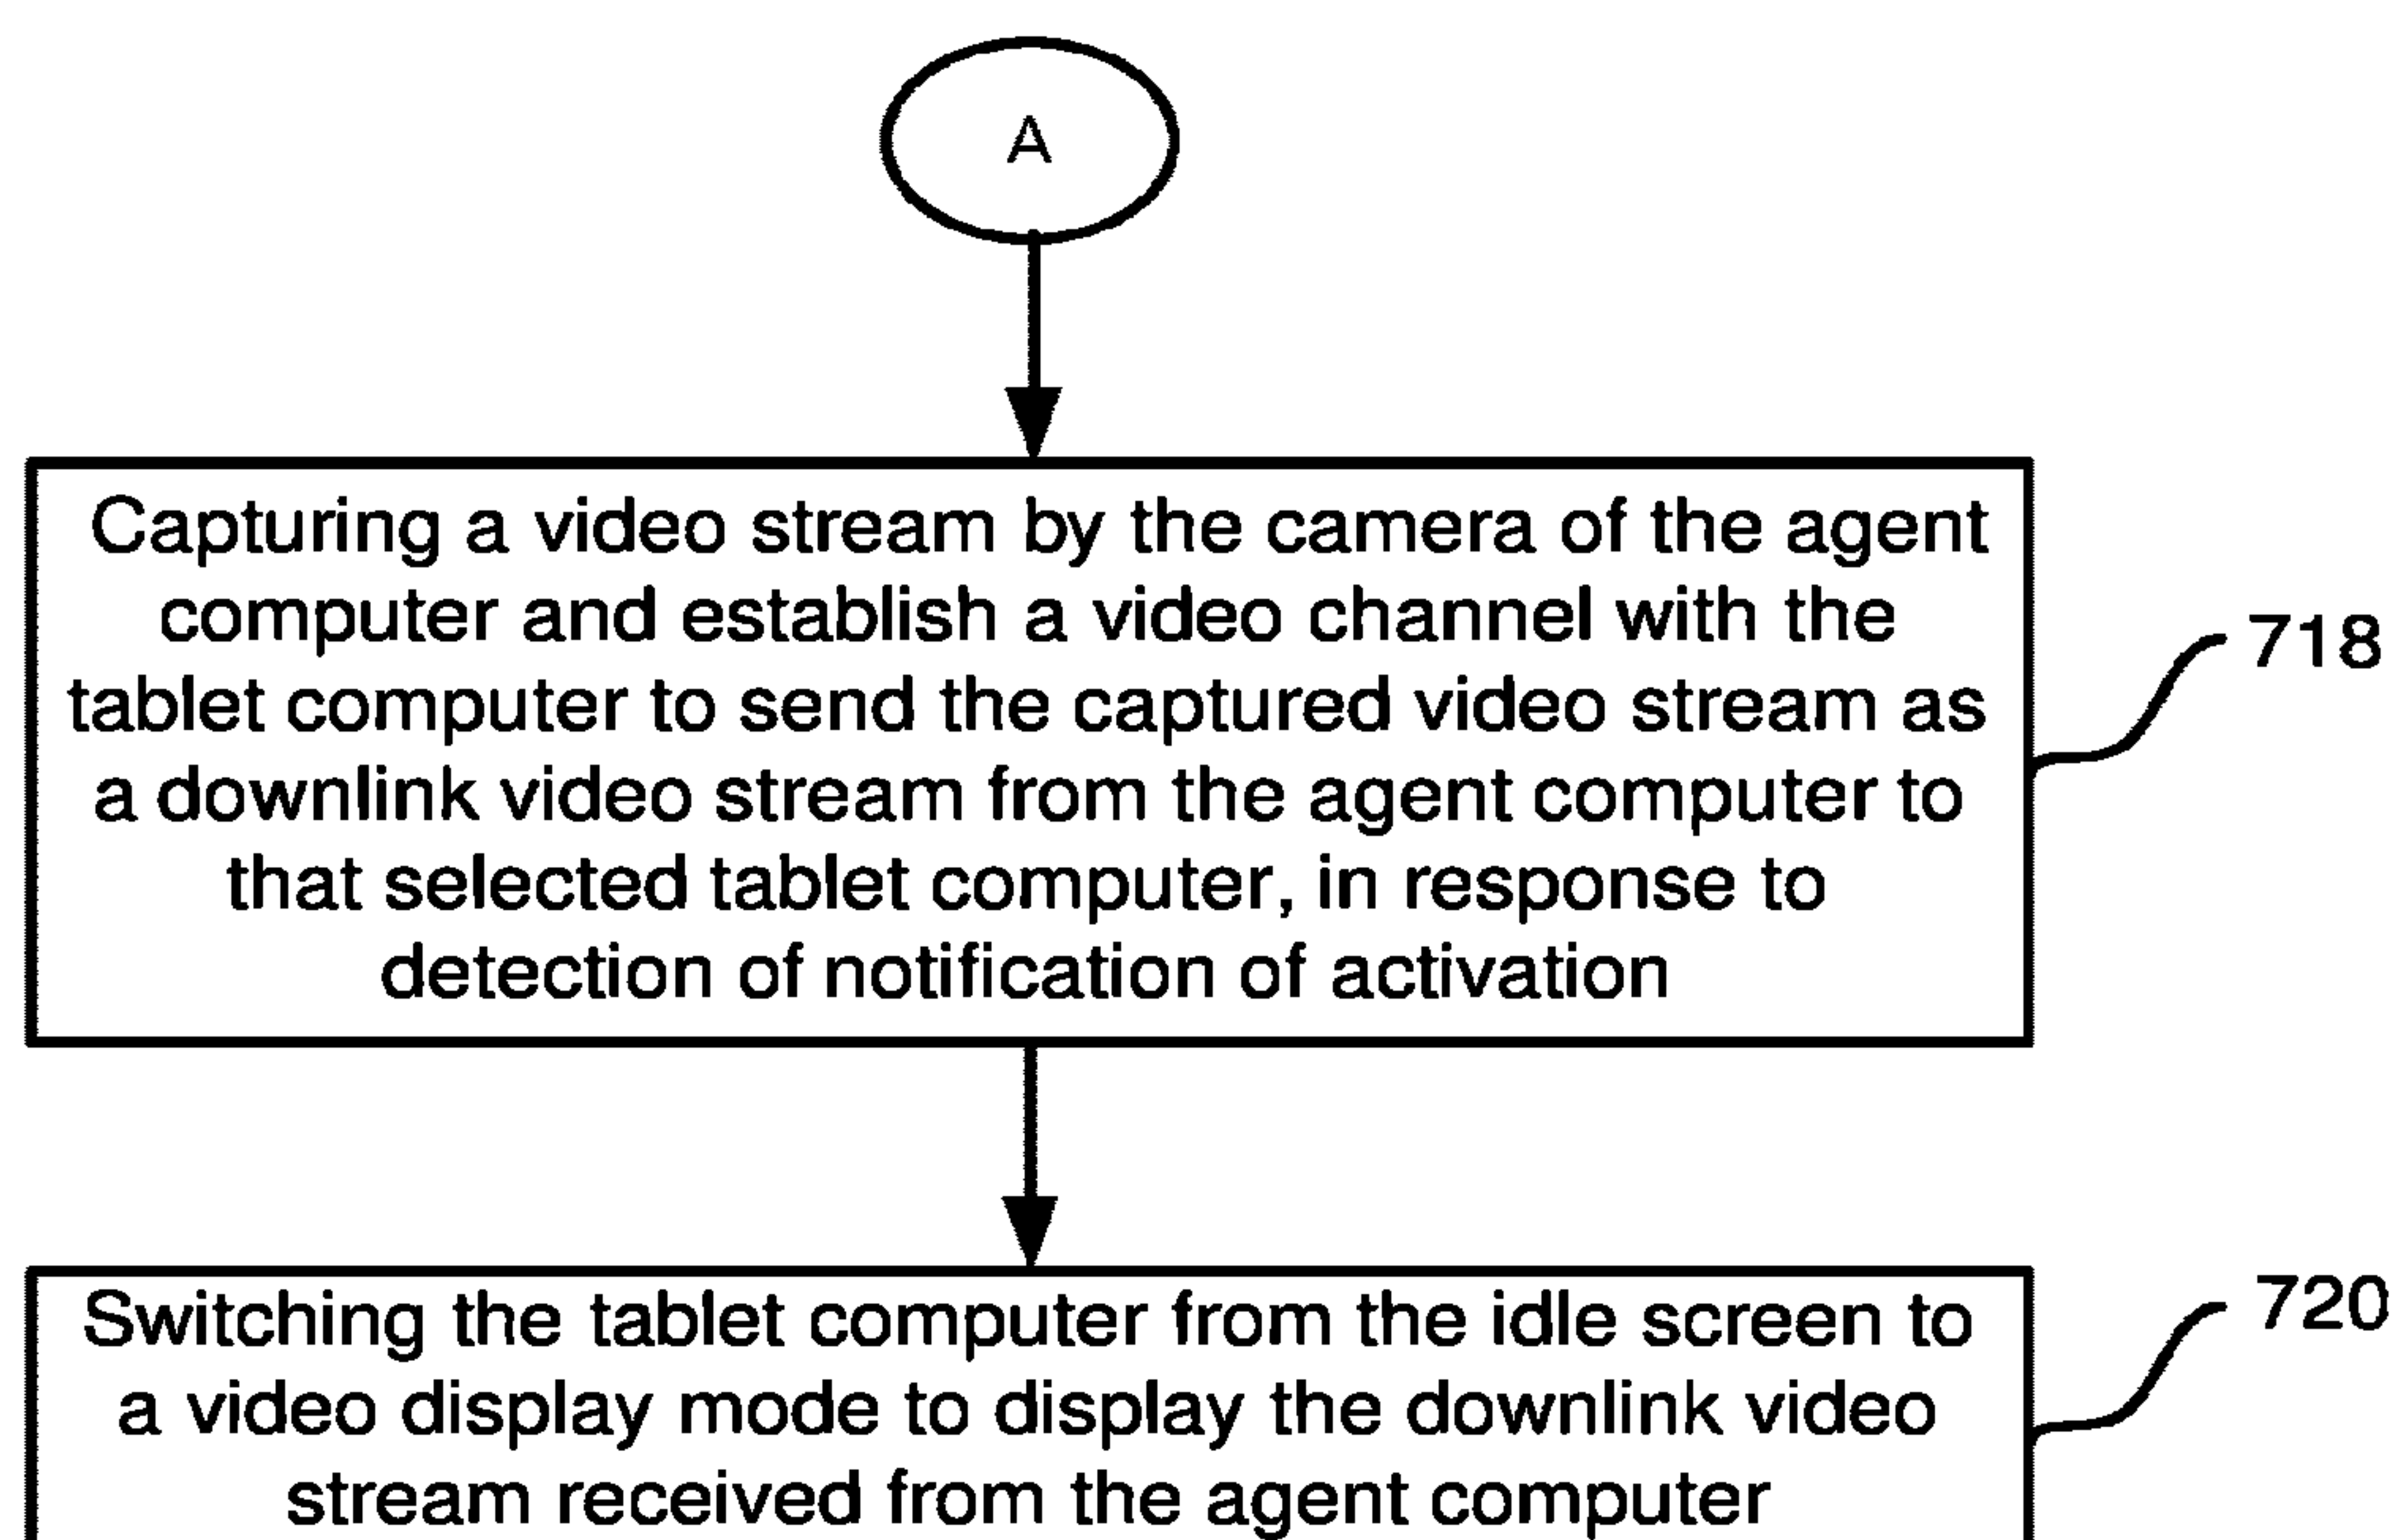 A
Capturing a video stream by the camera of the agent
computer and establish a video channel with the
tablet computer to send the captured video stream as
a downlink video stream from the agent computer to
that selected tablet computer, in response to
detection of notification of activation
718
Switching the tablet computer from the idle screen to
a video display mode to display the downlink video
stream received from the agent computer
720